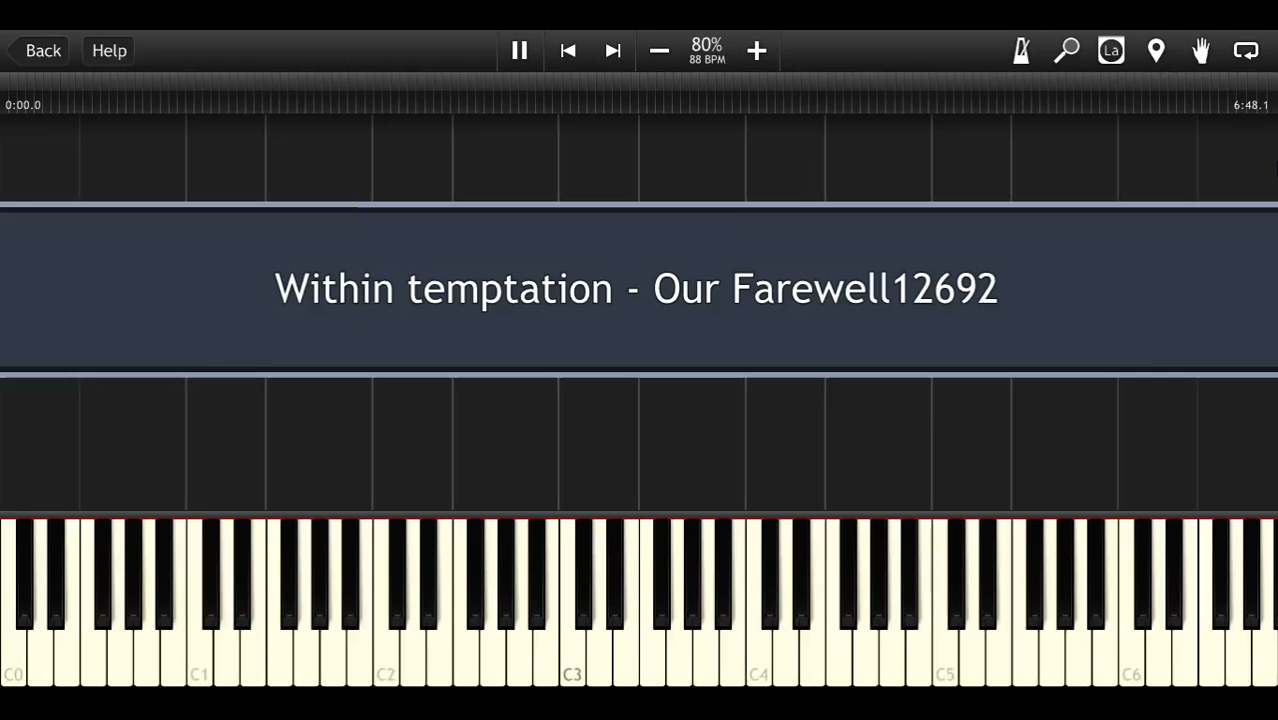 Back
Help
80%
88 BPM
La
0:00.0
6:48.1
Within temptation - Our Farewell12692
C0
C1
C2
C3
C4
C5
C6